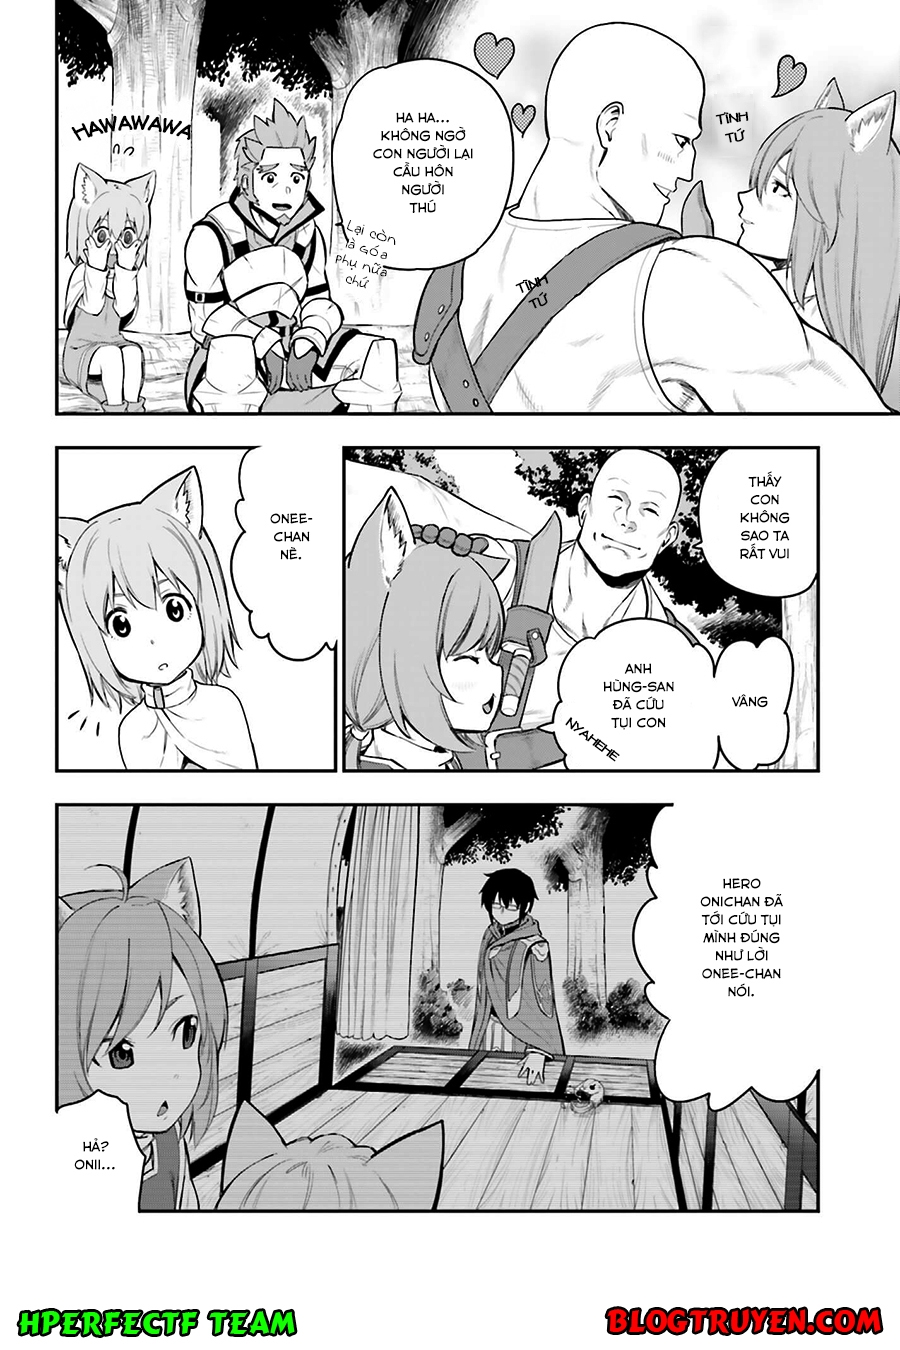 HAWAWAWA
HA HA...
KHÔNG NGỜ
CON NGƯỜI LẠI
CẦU HÔN
NGƯỜI
THÚ
Lại còn
là góa
phụ nữa
chứ
TÌNH
TỨ
TÌNH
TỨ
ONEE-
CHAN
NÈ.
THẤY
CON
KHÔNG
SAO TA
RẤT VUI
ANH
HÙNG-SAN
ĐÃ CỨU
TỤI CON
VÂNG
NYAHEHE
HERO
ONICHAN ĐÃ
TỚI CỨU TỤI
MÌNH ĐÚNG
NHƯ LỜI
ONEE-CHAN
NÓI.
HẢ?
ONII...
HPERFECTF TEAM
BLOGTRUYEN.COM